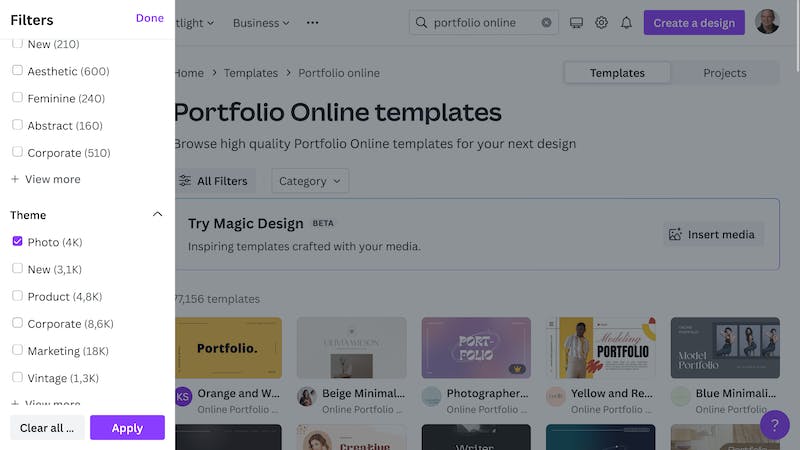 Filters
Done
New (210)
Aesthetic (600)
Feminine (240)
Abstract (160)
Corporate (510)
+ View more
Theme
Photo (4K)
New (3,1K)
Product (4,8K)
Corporate (8,6K)
Marketing (18K)
Vintage (1,3K)
+ View more
Clear all ...
Apply
tlight
Business
portfolio online
Create a design
Home > Templates > Portfolio online
Templates
Projects
Portfolio Online templates
Browse high quality Portfolio Online templates for your next design
All Filters
Category
Try Magic Design BETA
Inspiring templates crafted with your media.
Insert media
77,156 templates
Portfolio.
OLIVIA WILSON
PORT-
FOLIO
Modeling
PORTFOLIO
Model
Portfolio
KS
Orange and W...
Online Portfolio ...
Beige Minimal...
Online Portfolio ...
Photographer...
Online Portfolio ...
Yellow and Re...
Online Portfolio ...
Blue Minimali...
Online Portfolio ...
Creative
Writer
Portfolio
?